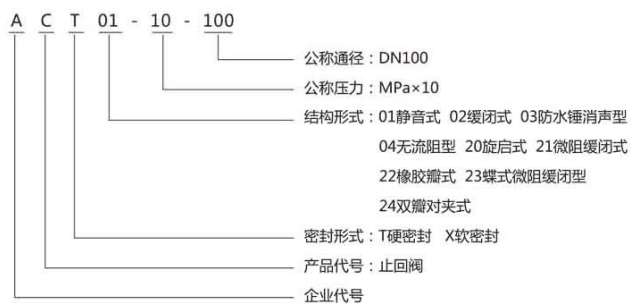 A C T 01 - 10 - 100
公称通径：DN100
公称压力：MPa×10
结构形式：01静音式 02缓闭式 03防水锤消声型
04无流阻型 20旋启式 21微阻缓闭式
22橡胶瓣式 23蝶式微阻缓闭型
24双瓣对夹式
密封形式：T硬密封 X软密封
产品代号：止回阀
企业代号